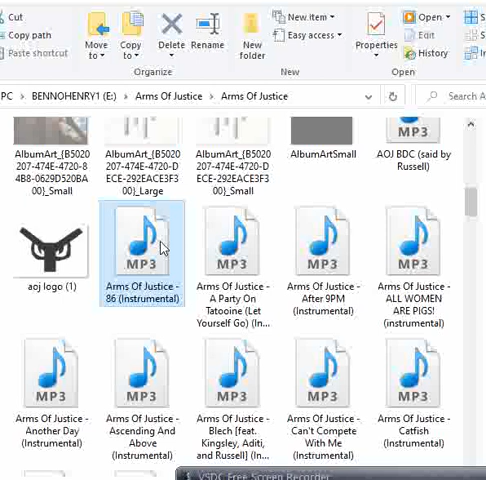 Cut
Copy path
Paste shortcut
Move to
Copy to
Delete
Rename
New folder
New item
Easy access
Properties
Open
Edit
History
Organize
New
Open
PC > BENNOHENRY1 (E:) > Arms Of Justice > Arms Of Justice
Search A
AlbumArt_{B5020
207-474E-4720-8
4B8-0629D520BA
00}_Small
AlbumArt_{B5020
207-474E-4720-D
ECE-292EACE3F3
00}_Large
AlbumArt_{B5020
207-474E-4720-D
ECE-292EACE3F3
00}_Small
AlbumArtSmall
MP3
AOJ BDC (said by
Russell)
aoj logo (1)
MP3
Arms Of Justice -
86 (Instrumental)
MP3
Arms Of Justice -
A Party On
Tatooine (Let
Yourself Go) (In...
MP3
Arms Of Justice -
After 9PM
(Instrumental)
MP3
Arms Of Justice -
ALL WOMEN
ARE PIGS!
(instrumental)
MP3
Arms Of Justice -
Another Day
(Instrumental)
MP3
Arms Of Justice -
Ascending And
Above
(Instrumental)
MP3
Arms Of Justice -
Blech [feat.
Kingsley, Aditi,
and Russell] (In...
MP3
Arms Of Justice -
Can't Compete
With Me
(Instrumental)
MP3
Arms Of Justice -
Catfish
(Instrumental)
VSDC Free Screen Recorder